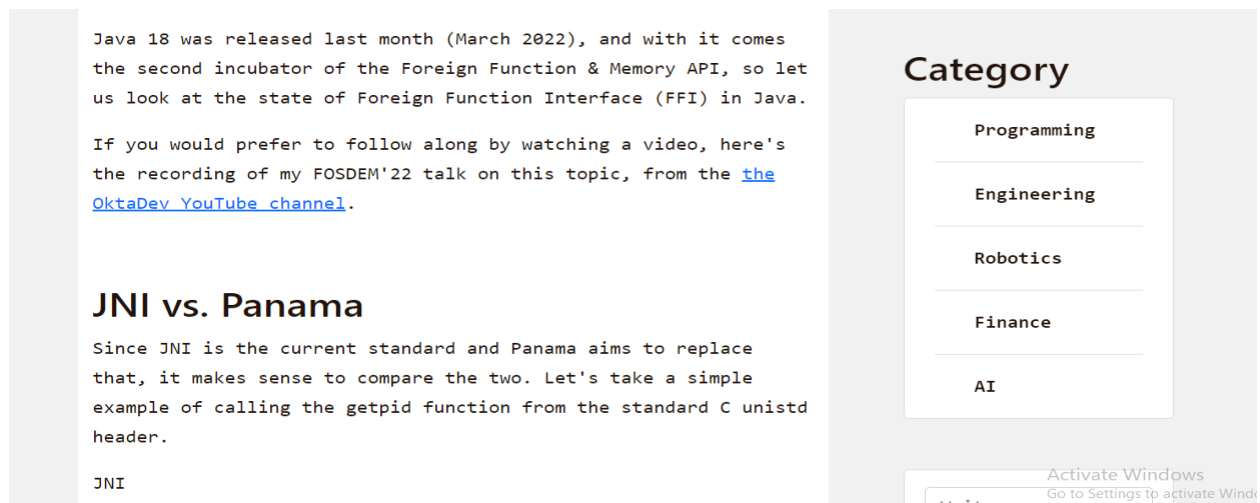 Java 18 was released last month (March 2022), and with it comes
the second incubator of the Foreign Function & Memory API, so let
us look at the state of Foreign Function Interface (FFI) in Java.
If you would prefer to follow along by watching a video, here's
the recording of my FOSDEM'22 talk on this topic, from the the
OktaDev YouTube channel.
JNI vs. Panama
Since JNI is the current standard and Panama aims to replace
that, it makes sense to compare the two. Let's take a simple
example of calling the getpid function from the standard C unistd
header.
JNI
Category
Programming
Engineering
Robotics
Finance
AI
Activate Windows
Go to Settings to activate Wind